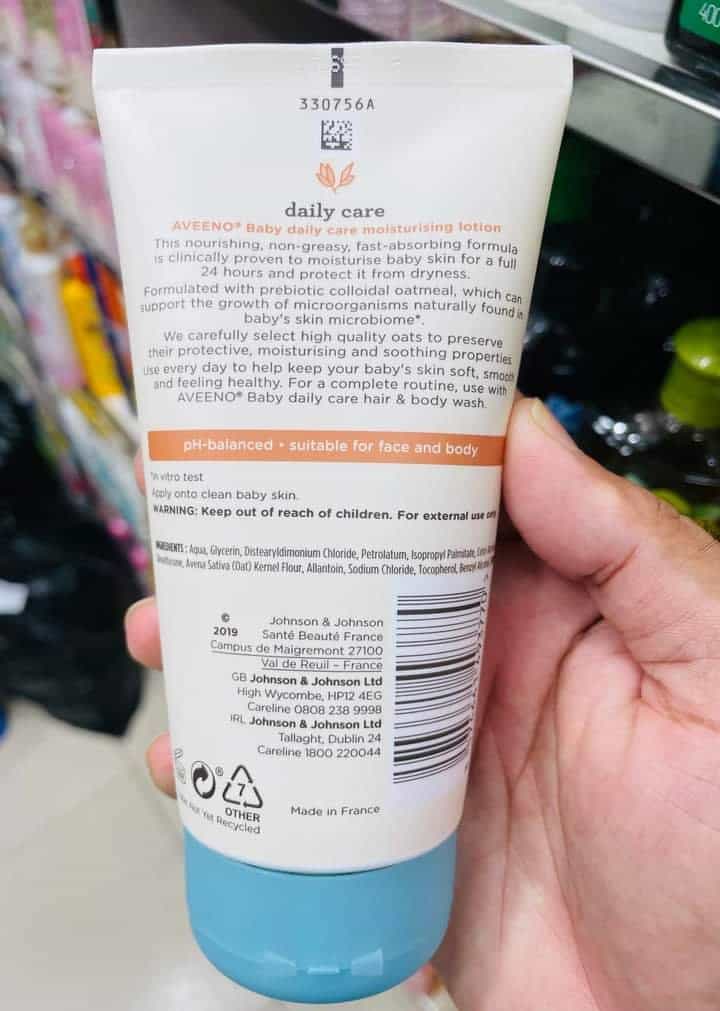 330756A
daily care
AVEENO® Baby daily care moisturising lotion
This nourishing, non-greasy, fast-absorbing formula
is clinically proven to moisturise baby skin for a full
24 hours and protect it from dryness.
Formulated with prebiotic colloidal oatmeal, which can
support the growth of microorganisms naturally found in
baby's skin microbiome*.
We carefully select high quality oats to preserve
their protective, moisturising and soothing properties.
Use every day to help keep your baby's skin soft, smooth
and feeling healthy. For a complete routine, use with
AVEENO® Baby daily care hair & body wash.
pH-balanced • suitable for face and body
*In vitro test
Apply onto clean baby skin.
WARNING: Keep out of reach of children. For external use only
INGREDIENTS: Aqua, Glycerin, Distearyldimonium Chloride, Petrolatum, Isopropyl Palmitate,
Avena Sativa (Oat) Kernel Flour, Allantoin, Sodium Chloride, Tocopherol, Benzyl
©
2019
Johnson & Johnson
Santé Beauté France
Campus de Maigremont 27100
Val de Reuil – France
GB Johnson & Johnson Ltd
High Wycombe, HP12 4EG
Careline 0808 238 9998
IRL Johnson & Johnson Ltd
Tallaght, Dublin 24
Careline 1800 220044
7
OTHER
Not Yet Recycled
Made in France
400